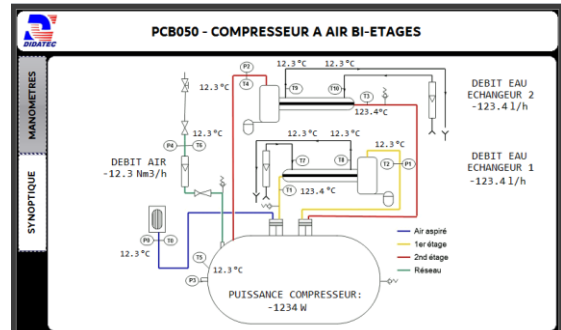 PCB050 - COMPRESSEUR A AIR BI-ETAGES
DIDATEC
MANOMETRES
SYNOPTIQUE
P2
T4
12.3°C
12.3°C 12.3°C
T9
T10
T3
123.4°C
DEBIT EAU
ECHANGEUR 2
-123.4 l/h
12.3°C
P4
T6
DEBIT AIR
-12.3 Nm3/h
12.3°C 12.3°C
T7
T8
12.3°C
T2
P1
T1
123.4°C
DEBIT EAU
ECHANGEUR 1
-123.4 l/h
P0
T0
12.3°C
T5
12.3°C
P3
Air aspiré
1er étage
2nd étage
Réseau
PUISSANCE COMPRESSEUR:
-1234 W